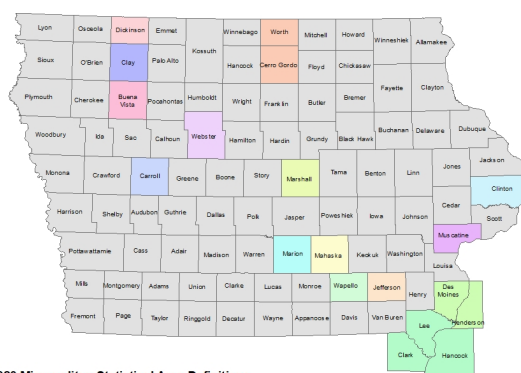 Lyon Osceola Dickinson Emmet Winnebago Worth Mitchell Howard Winneshiek Allamakee
Kossuth
Sioux O'Brien Clay Palo Alto Hancock Cerro Gordo Floyd Chickasaw
Fayette Clayton
Plymouth Cherokee Buena Vista Pocahontas Humboldt Wright Franklin Butler Bremer
Woodbury Ida Sac Calhoun Webster Hamilton Hardin Grundy Black Hawk Buchanan Delaware Dubuque
Monona Crawford Carroll Greene Boone Story Marshall Tama Benton Linn Jones Jackson
Clinton
Harrison Shelby Audubon Guthrie Dallas Polk Jasper Poweshiek Iowa Johnson Cedar Scott
Muscatine
Pottawattamie Cass Adair Madison Warren Marion Mahaska Keokuk Washington Louisa
Mills Montgomery Adams Union Clarke Lucas Monroe Wapello Jefferson Henry Des Moines
Fremont Page Taylor Ringgold Decatur Wayne Appanoose Davis Van Buren Lee Henderson
Clark Hancock